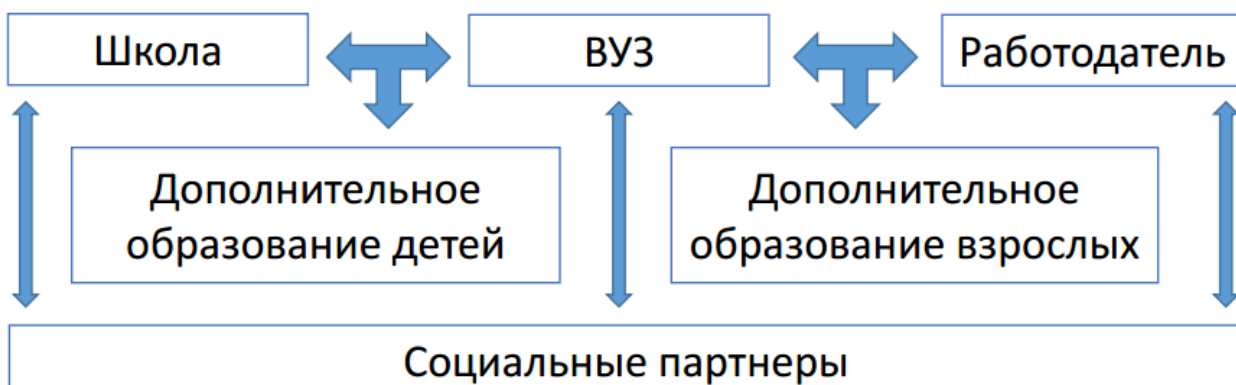 Школа
ВУЗ
Работодатель
Дополнительное
образование детей
Дополнительное
образование взрослых
Социальные партнеры